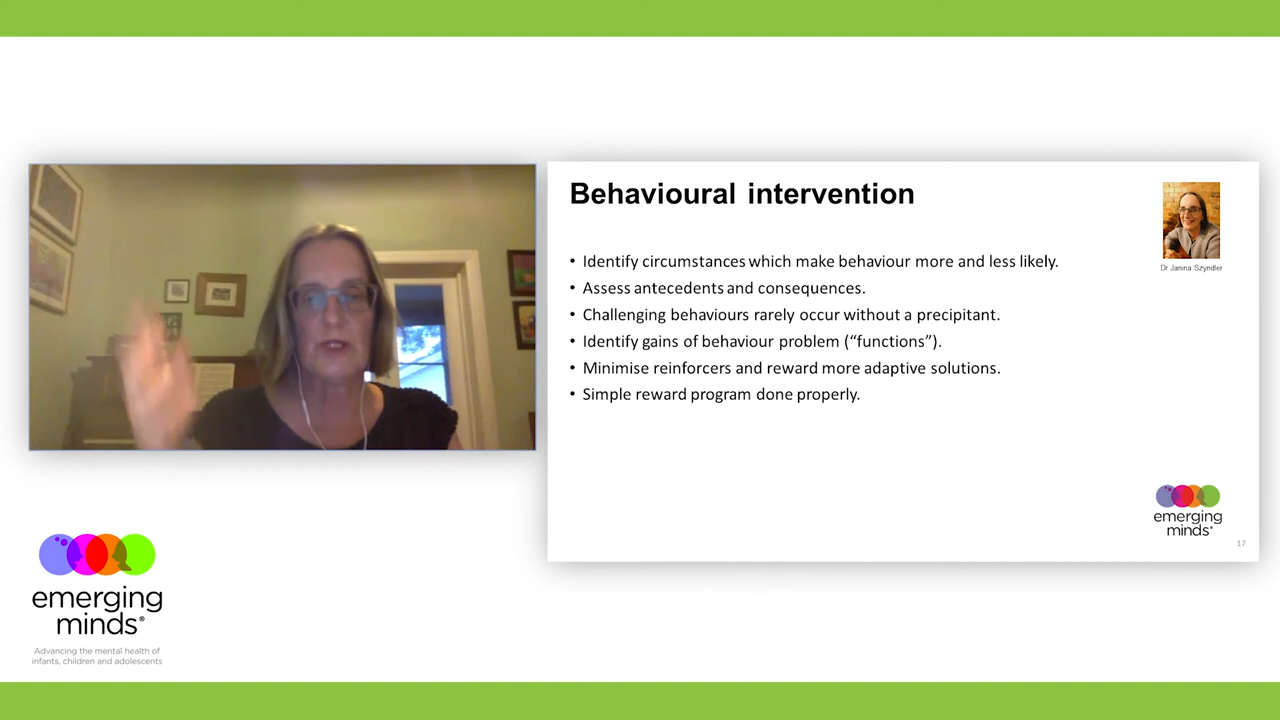 Behavioural intervention
• Identify circumstances which make behaviour more and less likely.
• Assess antecedents and consequences.
• Challenging behaviours rarely occur without a precipitant.
• Identify gains of behaviour problem (“functions”).
• Minimise reinforcers and reward more adaptive solutions.
• Simple reward program done properly.
Dr Janina Szyndler
emerging
minds®
17
emerging
minds®
Advancing the mental health of
infants, children and adolescents